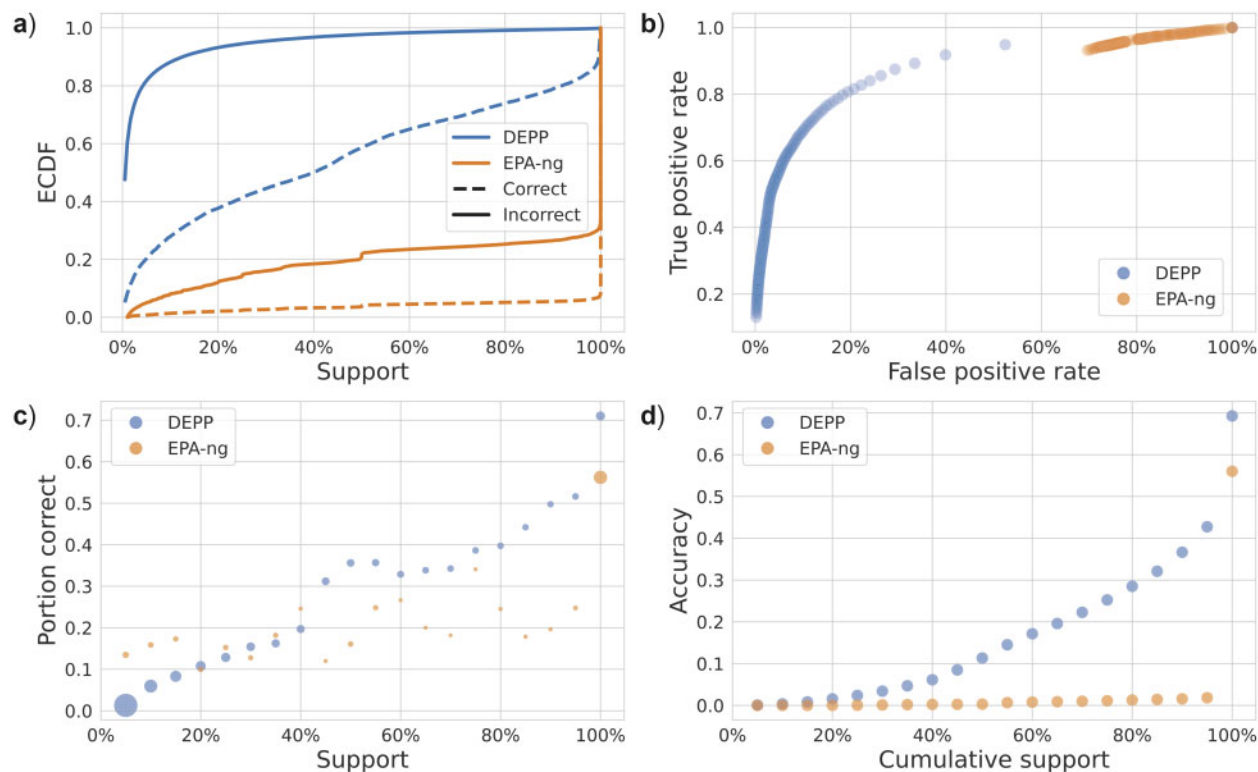 a)
1.0
0.8
0.6
0.4
0.2
0.0
ECDF
DEPP
EPA-ng
Correct
Incorrect
0% 20% 40% 60% 80% 100%
Support
b)
1.0
0.8
0.6
0.4
0.2
True positive rate
DEPP
EPA-ng
0% 20% 40% 60% 80% 100%
False positive rate
c)
0.7
0.6
0.5
0.4
0.3
0.2
0.1
0.0
Portion correct
DEPP
EPA-ng
0% 20% 40% 60% 80% 100%
Support
d)
0.7
0.6
0.5
0.4
0.3
0.2
0.1
0.0
Accuracy
DEPP
EPA-ng
0% 20% 40% 60% 80% 100%
Cumulative support